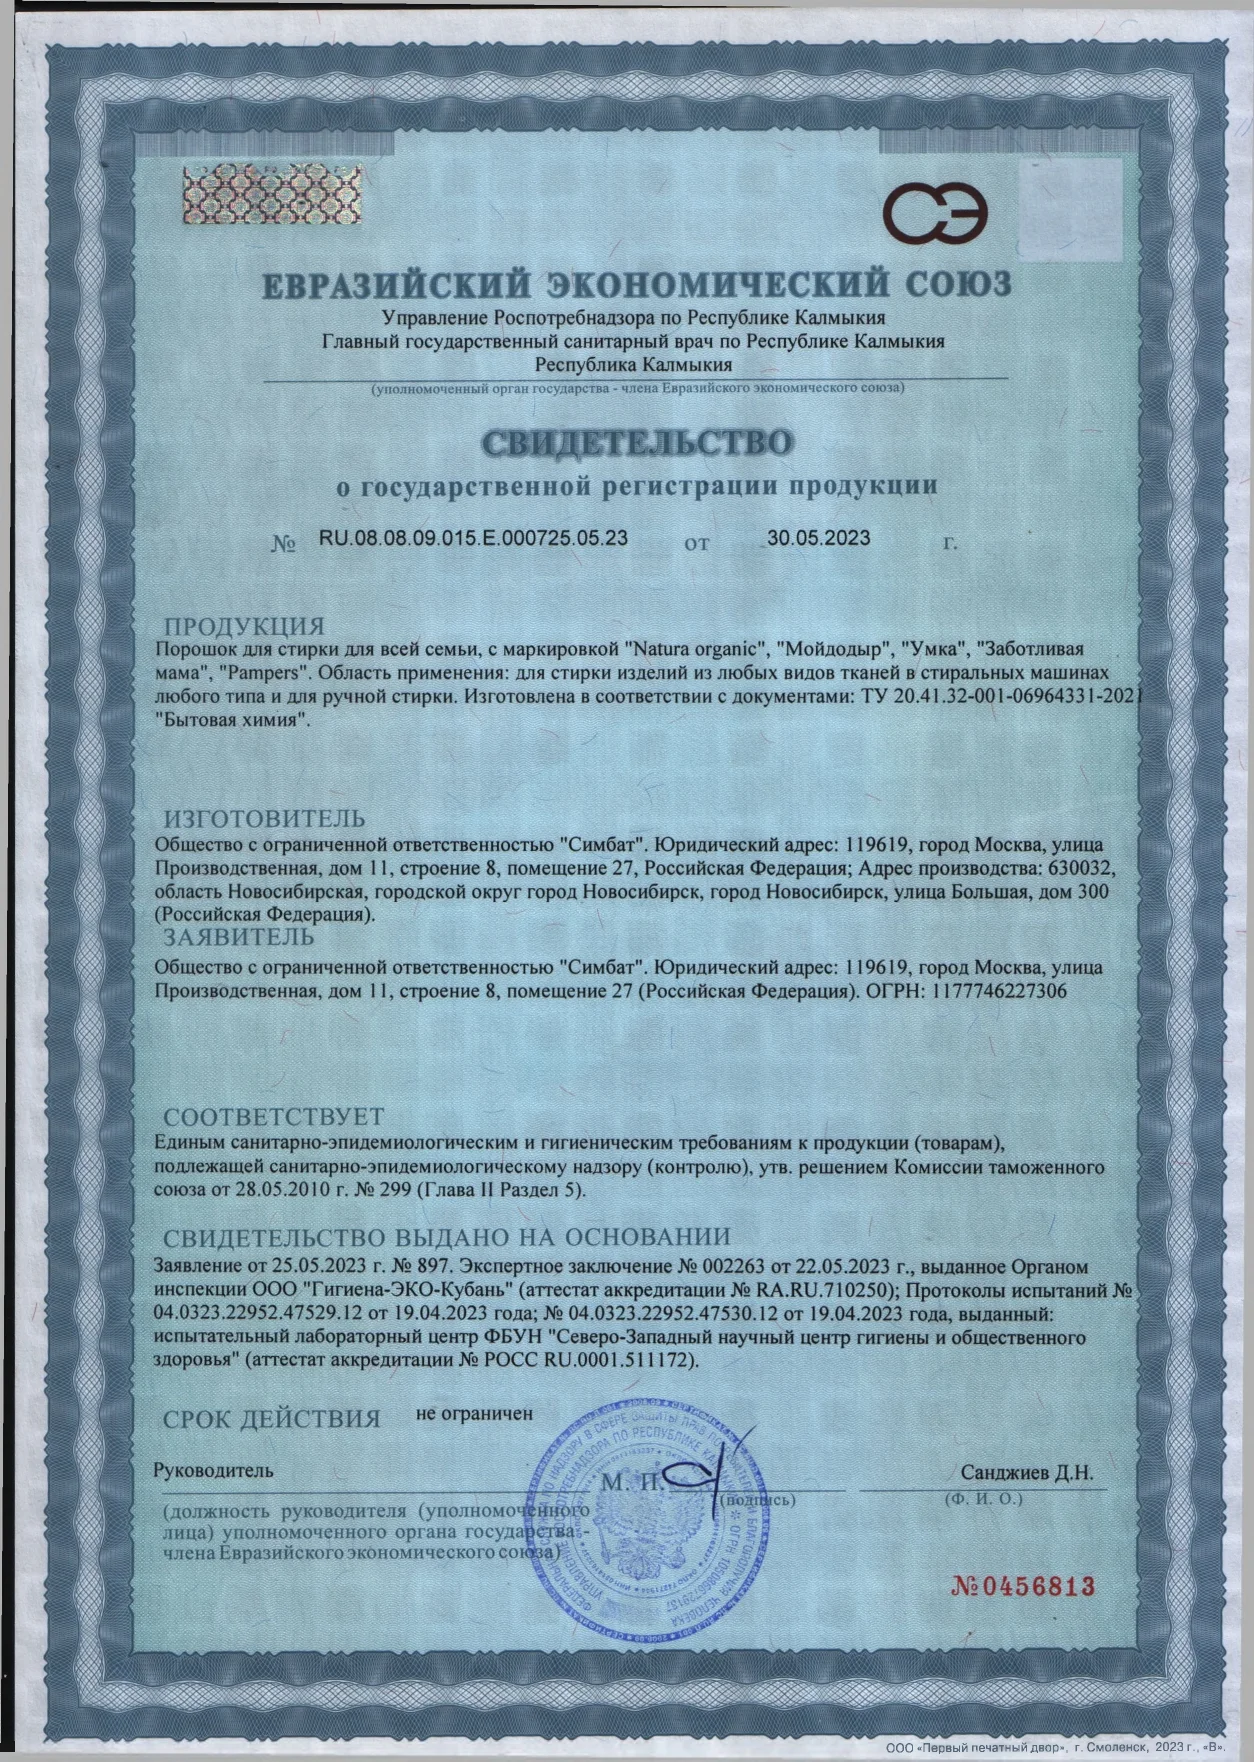 СЭ
ЕВРАЗИЙСКИЙ ЭКОНОМИЧЕСКИЙ СОЮЗ
Управление Роспотребнадзора по Республике Калмыкия
Главный государственный санитарный врач по Республике Калмыкия
Республика Калмыкия
(уполномоченный орган государства - члена Евразийского экономического союза)
СВИДЕТЕЛЬСТВО
о государственной регистрации продукции
№ RU.08.08.09.015.E.000725.05.23 от 30.05.2023 г.
ПРОДУКЦИЯ
Порошок для стирки для всей семьи, с маркировкой "Natura organic", "Мойдодыр", "Умка", "Заботливая
мама", "Pampers". Область применения: для стирки изделий из любых видов тканей в стиральных машинах
любого типа и для ручной стирки. Изготовлена в соответствии с документами: ТУ 20.41.32-001-06964331-2021
"Бытовая химия".
ИЗГОТОВИТЕЛЬ
Общество с ограниченной ответственностью "Симбат". Юридический адрес: 119619, город Москва, улица
Производственная, дом 11, строение 8, помещение 27, Российская Федерация; Адрес производства: 630032,
область Новосибирская, городской округ город Новосибирск, город Новосибирск, улица Большая, дом 300
(Российская Федерация).
ЗАЯВИТЕЛЬ
Общество с ограниченной ответственностью "Симбат". Юридический адрес: 119619, город Москва, улица
Производственная, дом 11, строение 8, помещение 27 (Российская Федерация). ОГРН: 1177746227306
СООТВЕТСТВУЕТ
Единым санитарно-эпидемиологическим и гигиеническим требованиям к продукции (товарам),
подлежащей санитарно-эпидемиологическому надзору (контролю), утв. решением Комиссии таможенного
союза от 28.05.2010 г. № 299 (Глава II Раздел 5).
СВИДЕТЕЛЬСТВО ВЫДАНО НА ОСНОВАНИИ
Заявление от 25.05.2023 г. № 897. Экспертное заключение № 002263 от 22.05.2023 г., выданное Органом
инспекции ООО "Гигиена-ЭКО-Кубань" (аттестат аккредитации № RA.RU.710250); Протоколы испытаний №
04.0323.22952.47529.12 от 19.04.2023 года; № 04.0323.22952.47530.12 от 19.04.2023 года, выданный:
испытательный лабораторный центр ФБУН "Северо-Западный научный центр гигиены и общественного
здоровья" (аттестат аккредитации № РОСС RU.0001.511172).
СРОК ДЕЙСТВИЯ не ограничен
Руководитель М. П. Санджиев Д.Н.
(подпись) (Ф. И. О.)
(должность руководителя (уполномоченного
лица) уполномоченного органа государства -
члена Евразийского экономического союза)
№0456813
ООО «Первый печатный двор», г. Смоленск, 2023 г., «В».